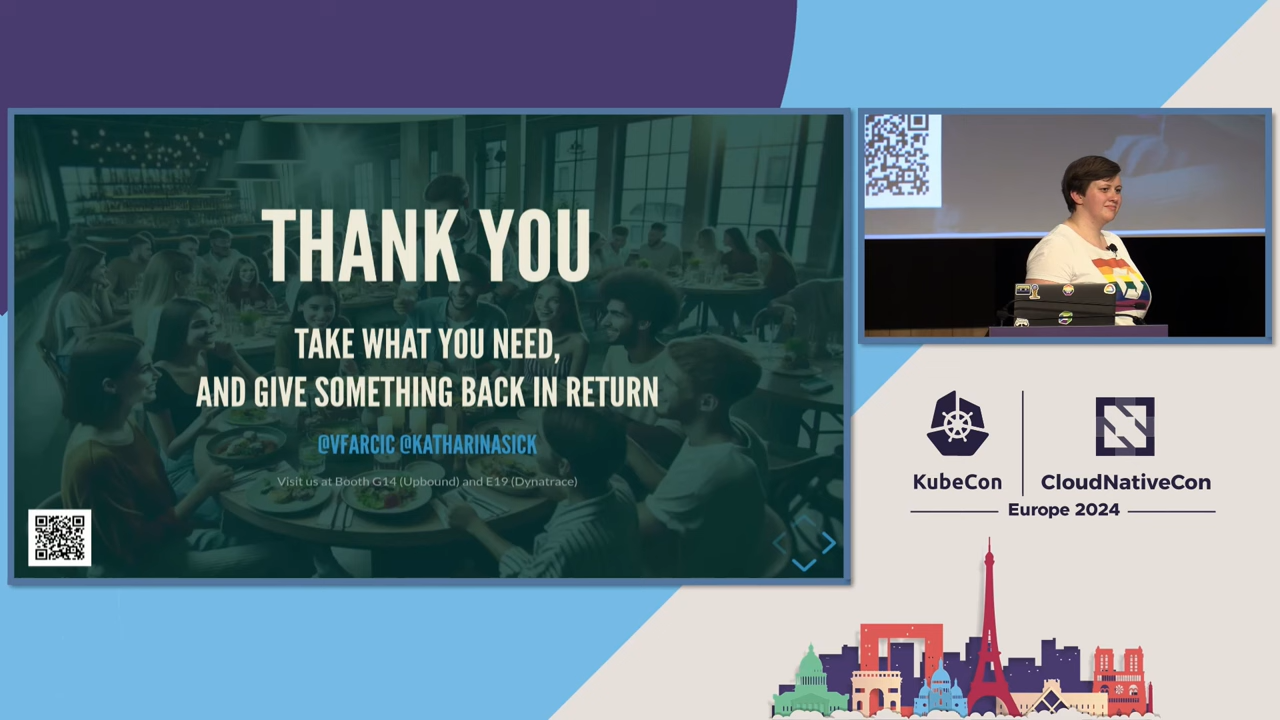 THANK YOU
TAKE WHAT YOU NEED,
AND GIVE SOMETHING BACK IN RETURN
@VFARCIC @KATHARINASICK
Visit us at Booth G14 (Upbound) and E19 (Dynatrace)
KubeCon
CloudNativeCon
Europe 2024